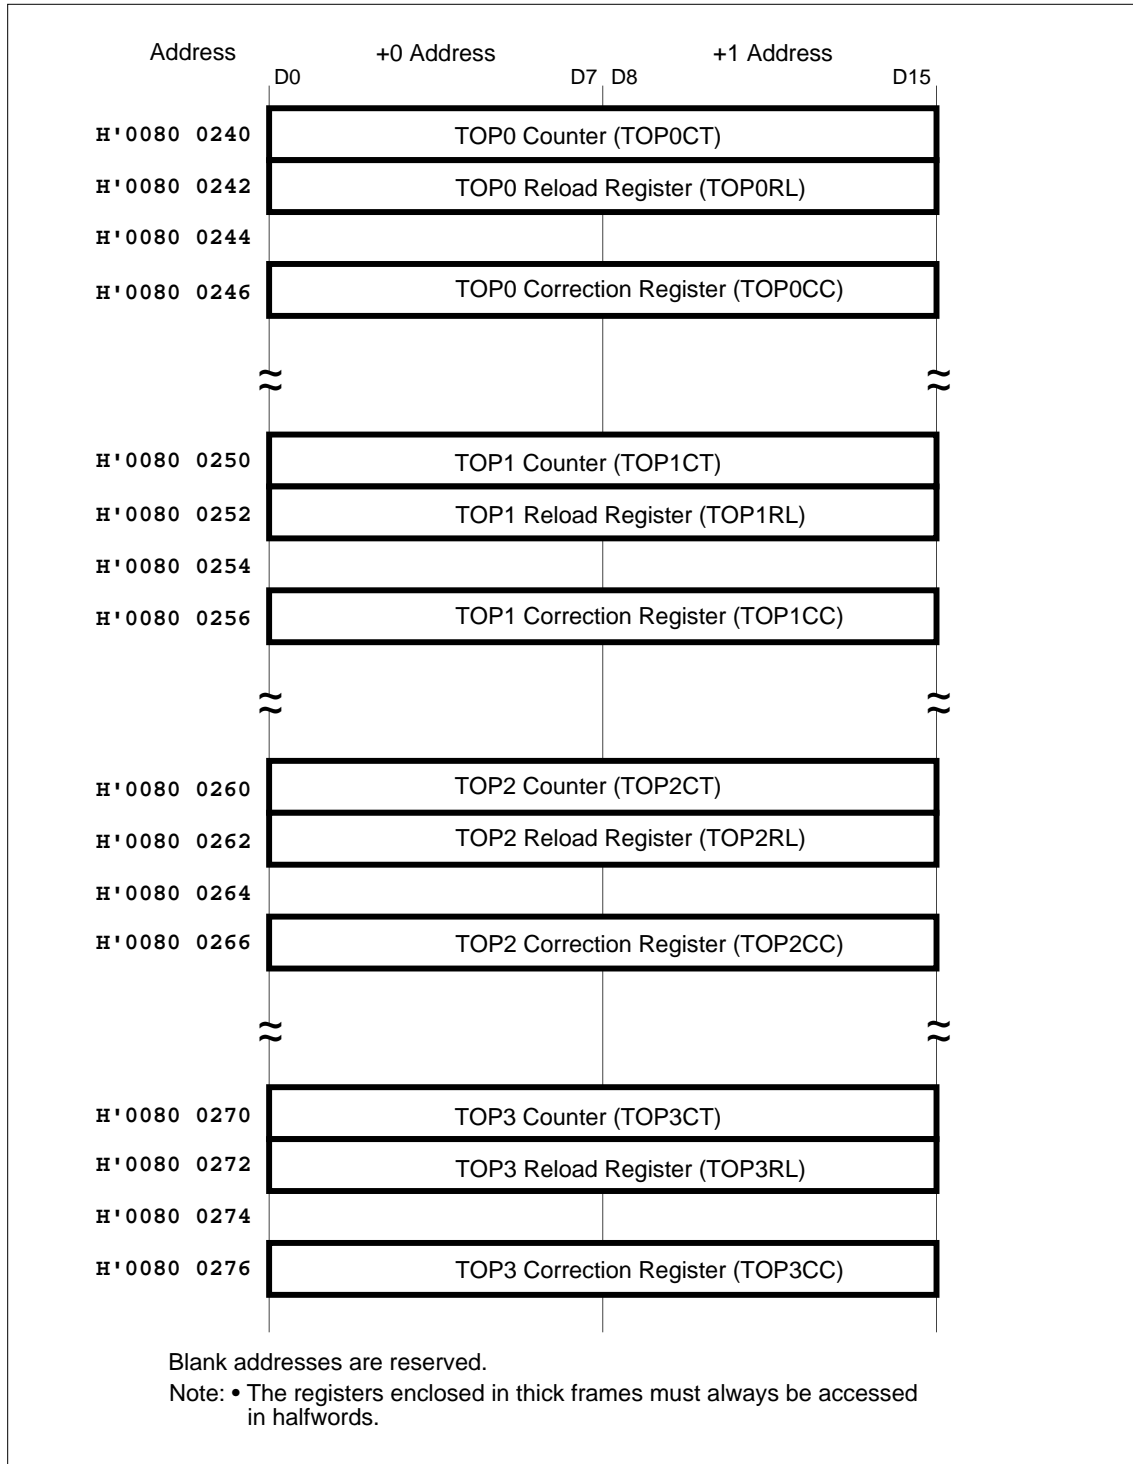 Address +0 Address +1 Address
D0 D7 D8 D15
H'0080 0240 TOP0 Counter (TOP0CT)
H'0080 0242 TOP0 Reload Register (TOP0RL)
H'0080 0244
H'0080 0246 TOP0 Correction Register (TOP0CC)
≈ ≈
H'0080 0250 TOP1 Counter (TOP1CT)
H'0080 0252 TOP1 Reload Register (TOP1RL)
H'0080 0254
H'0080 0256 TOP1 Correction Register (TOP1CC)
≈ ≈
H'0080 0260 TOP2 Counter (TOP2CT)
H'0080 0262 TOP2 Reload Register (TOP2RL)
H'0080 0264
H'0080 0266 TOP2 Correction Register (TOP2CC)
≈ ≈
H'0080 0270 TOP3 Counter (TOP3CT)
H'0080 0272 TOP3 Reload Register (TOP3RL)
H'0080 0274
H'0080 0276 TOP3 Correction Register (TOP3CC)
Blank addresses are reserved.
Note: • The registers enclosed in thick frames must always be accessed
in halfwords.